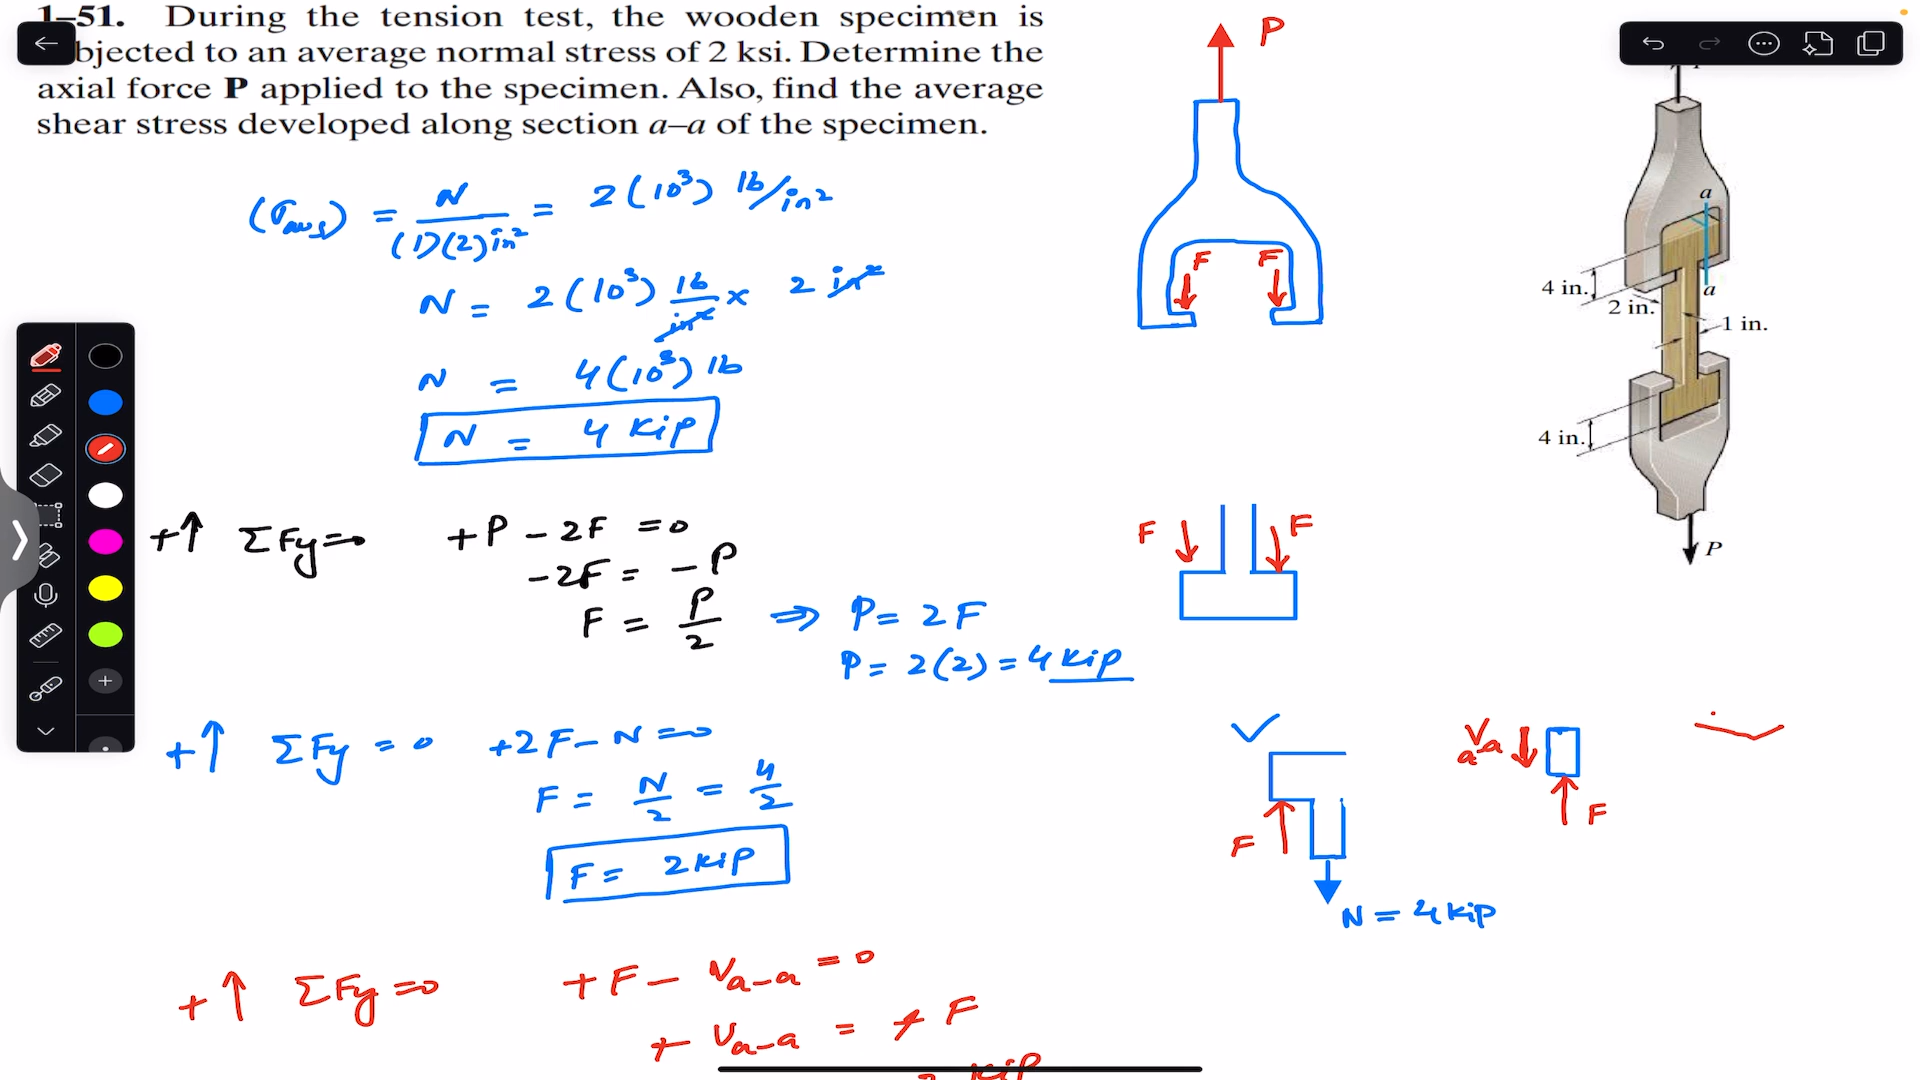 1–51. During the tension test, the wooden specimen is
bjected to an average normal stress of 2 ksi. Determine the
axial force P applied to the specimen. Also, find the average
shear stress developed along section a–a of the specimen.
(σavg) = N / (1)(2) in² = 2(10³) lb/in²
N = 2(10³) lb/in² × 2 in²
N = 4(10³) lb
N = 4 kip
+↑ ΣFy=0 +P − 2F = 0
−2F = −P
F = P/2 ⇒ P = 2F
P = 2(2) = 4 kip
+↑ ΣFy = 0 +2F − N = 0
F = N/2 = 4/2
F = 2 kip
+↑ ΣFy = 0 +F − Va-a = 0
+ Va-a = + F
kip
P
F F
F F
F
N = 4 kip
Va-a
F
a
a
4 in.
2 in.
1 in.
4 in.
P